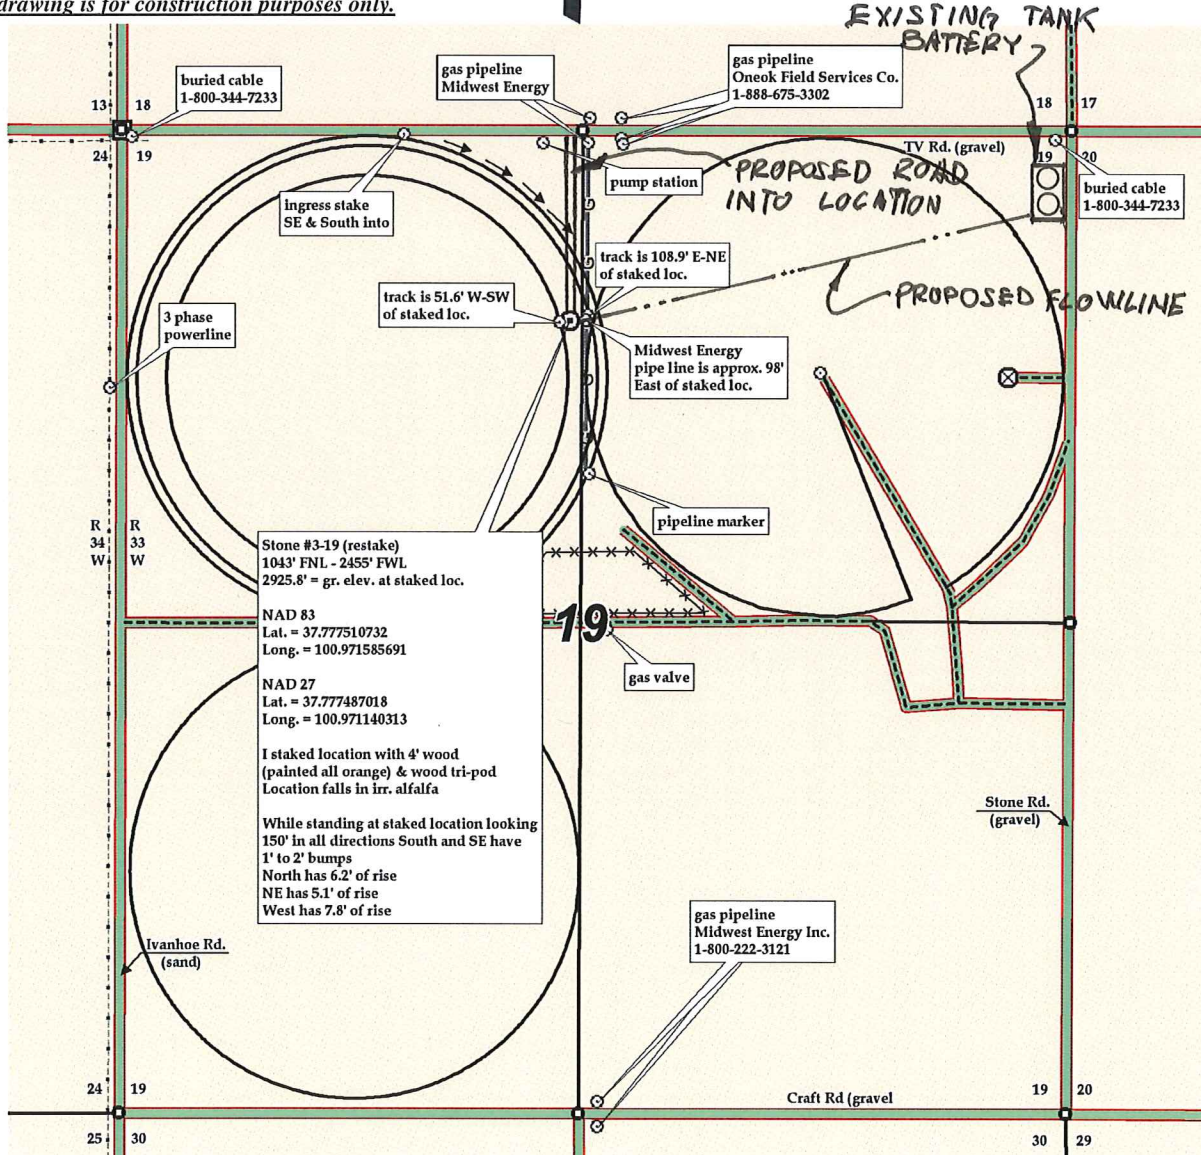 drawing is for construction purposes only.
EXISTING TANK
BATTERY
gas pipeline
Midwest Energy
gas pipeline
Oneok Field Services Co.
1-888-675-3302
buried cable
1-800-344-7233
13 18
24 19
18 17
19 20
TV Rd. (gravel)
pump station
PROPOSED ROAD
INTO LOCATION
buried cable
1-800-344-7233
ingress stake
SE & South into
G
track is 108.9' E-NE
of staked loc.
G
track is 51.6' W-SW
of staked loc.
PROPOSED FLOWLINE
3 phase
powerline
Midwest Energy
pipe line is approx. 98'
East of staked loc.
G
pipeline marker
R R
34 33
W W
Stone #3-19 (restake)
1043' FNL - 2455' FWL
2925.8' = gr. elev. at staked loc.
NAD 83
Lat. = 37.777510732
Long. = 100.971585691
NAD 27
Lat. = 37.777487018
Long. = 100.971140313
I staked location with 4' wood
(painted all orange) & wood tri-pod
Location falls in irr. alfalfa
While standing at staked location looking
150' in all directions South and SE have
1' to 2' bumps
North has 6.2' of rise
NE has 5.1' of rise
West has 7.8' of rise
19
gas valve
Stone Rd.
(gravel)
gas pipeline
Midwest Energy Inc.
1-800-222-3121
Ivanhoe Rd.
(sand)
24 19
25 30
Craft Rd (gravel
19 20
30 29